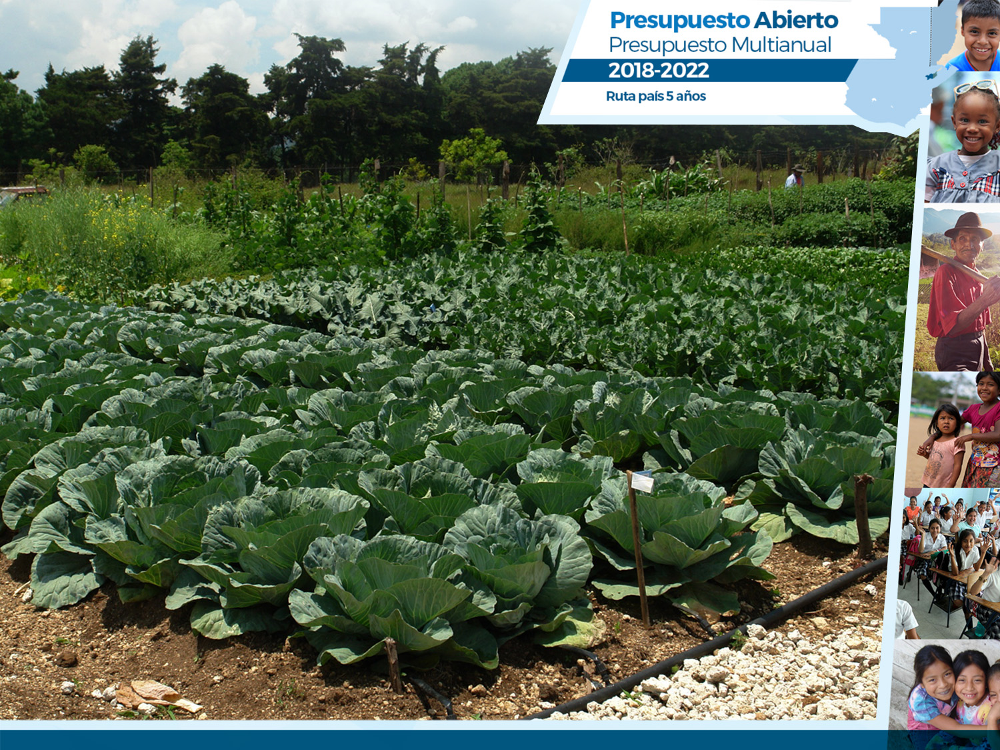 Presupuesto Abierto
Presupuesto Multianual
2018-2022
Ruta país 5 años